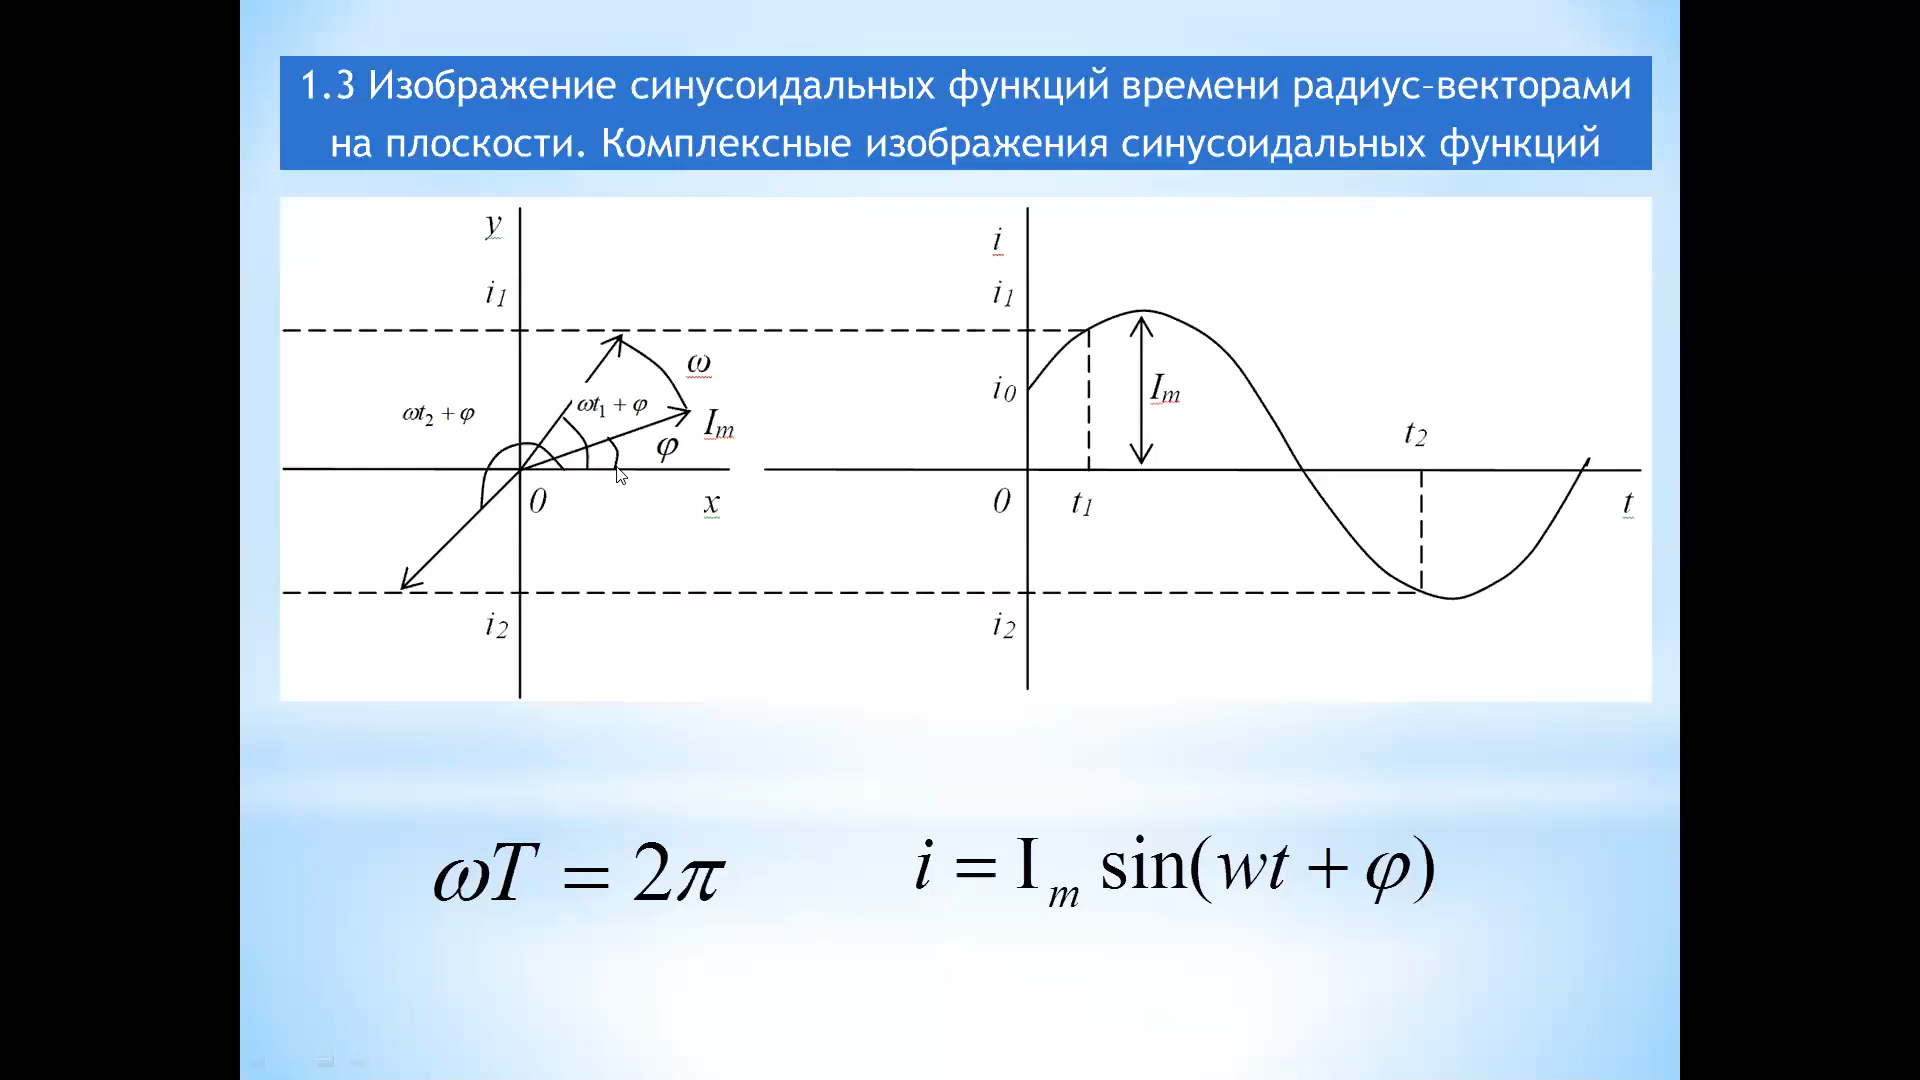 1.3 Изображение синусоидальных функций времени радиус-векторами
на плоскости. Комплексные изображения синусоидальных функций
y
i1
ω
ωt1 + φ
ωt2 + φ
Im
φ
0
x
i2
i
i1
i0
Im
t2
0
t1
t
i2
ωT = 2π
i = Im sin(wt + φ)